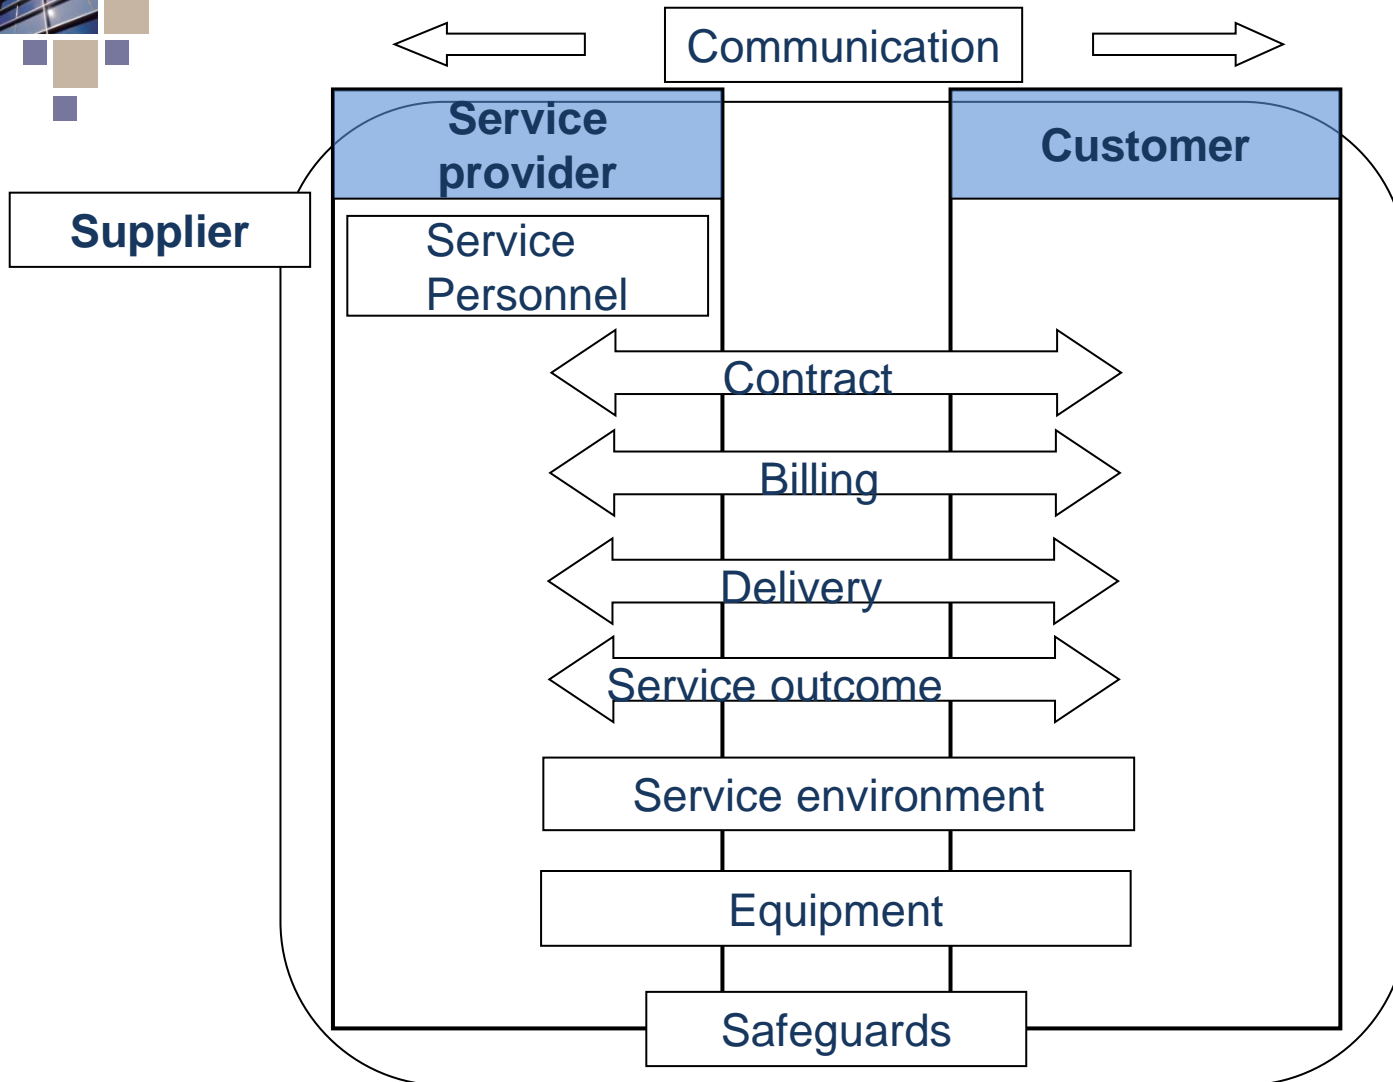 Communication
Service
provider
Customer
Supplier
Service
Personnel
Contract
Billing
Delivery
Service outcome
Service environment
Equipment
Safeguards